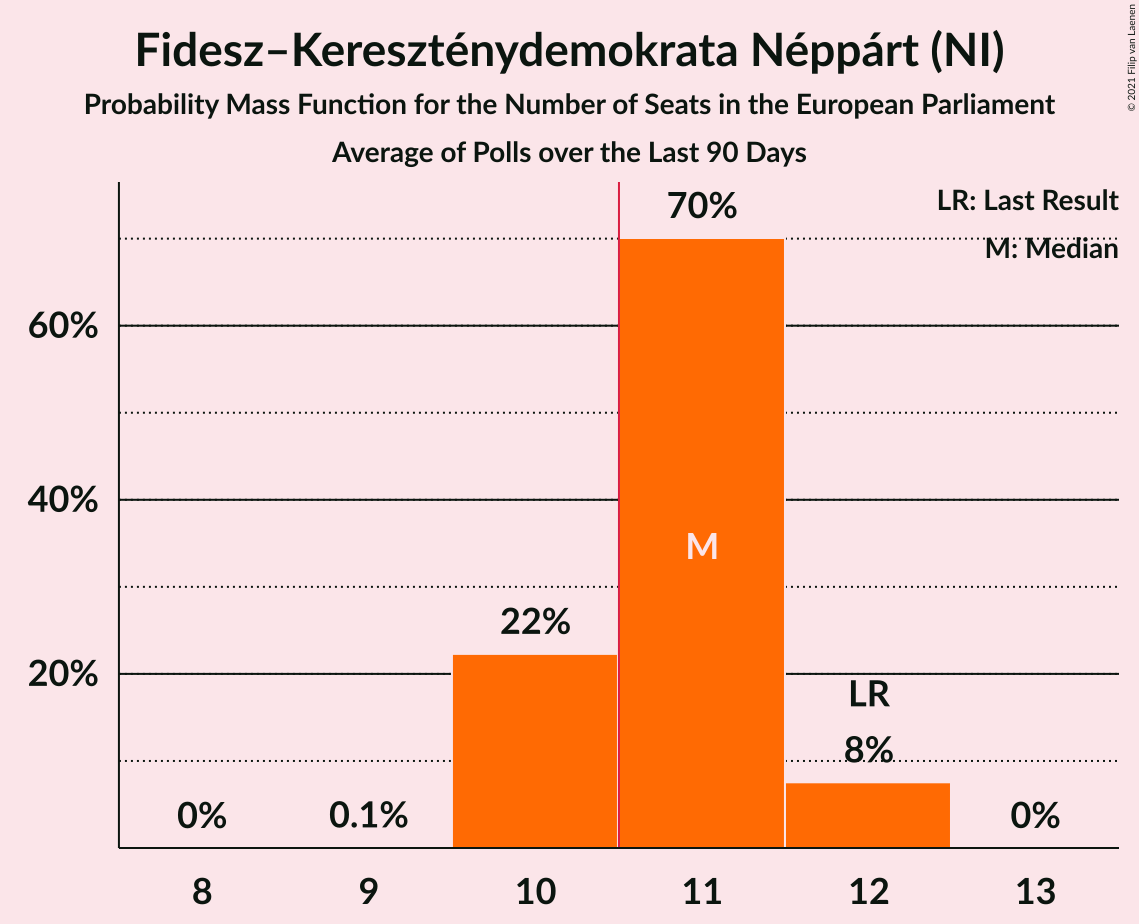 Fidesz–Kereszténydemokrata Néppárt (NI)
Probability Mass Function for the Number of Seats in the European Parliament
Average of Polls over the Last 90 Days
© 2021 Filip van Laenen
LR: Last Result
M: Median
70%
60%
40%
M
22%
20%
LR
8%
0%
0.1%
0%
8 9 10 11 12 13